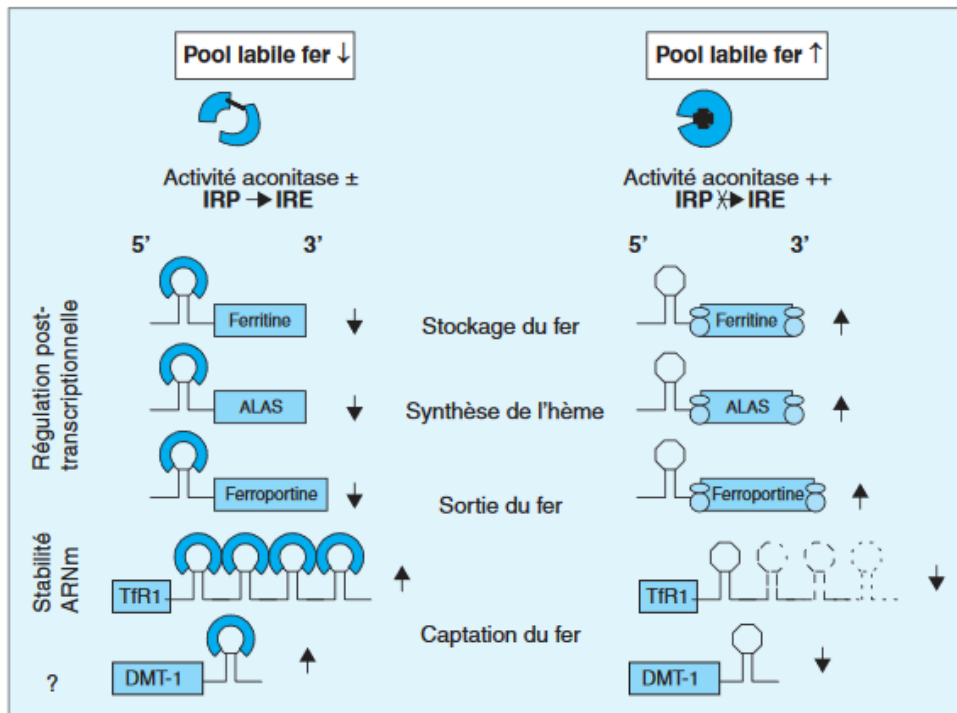 Pool labile fer ↓
Pool labile fer ↑
Activité aconitase ±
IRP → IRE
Activité aconitase ++
IRP ↛ IRE
5’ 3’
5’ 3’
Régulation post-
transcriptionnelle
Ferritine ↓
Stockage du fer
Ferritine ↑
ALAS ↓
Synthèse de l’hème
ALAS ↑
Ferroportine ↓
Sortie du fer
Ferroportine ↑
Stabilité
ARNm
TfR1 ↑
TfR1 ↓
Captation du fer
?
DMT-1 ↑
DMT-1 ↓